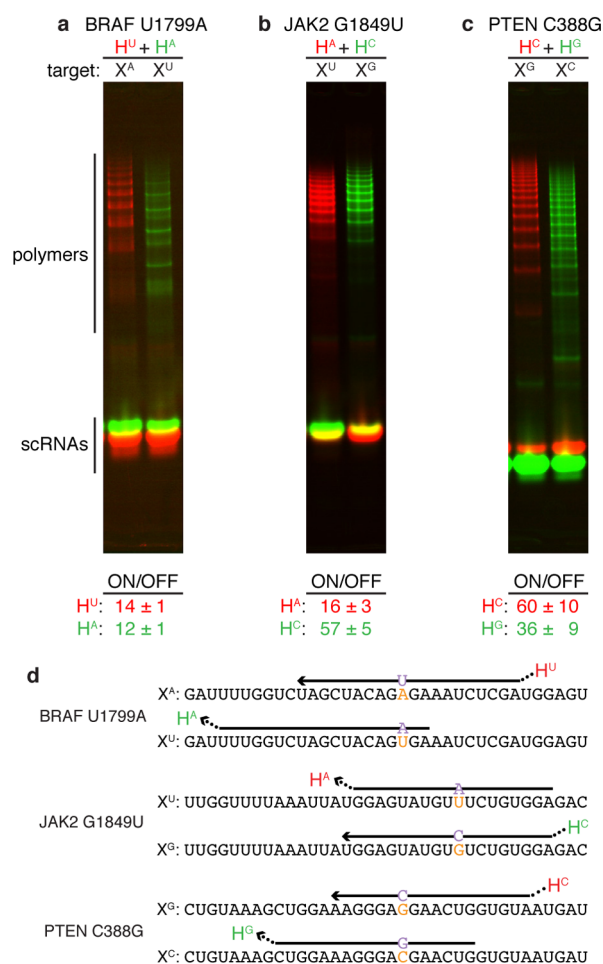 a BRAF U1799A b JAK2 G1849U c PTEN C388G
Hᵁ + Hᴬ Hᴬ + Hᶜ Hᶜ + Hᴳ
target: Xᴬ Xᵁ Xᵁ Xᴳ Xᴳ Xᶜ
polymers
scRNAs
ON/OFF ON/OFF ON/OFF
Hᵁ: 14 ± 1 Hᴬ: 16 ± 3 Hᶜ: 60 ± 10
Hᴬ: 12 ± 1 Hᶜ: 57 ± 5 Hᴳ: 36 ± 9
d
U Hᵁ
Xᴬ: GAUUUUGGUCUAGCUACAGAGAAAUCUCGAUGGAGU
BRAF U1799A
Hᴬ A
Xᵁ: GAUUUUGGUCUAGCUACAGUGAAAUCUCGAUGGAGU
Hᴬ A
Xᵁ: UUGGUUUUAAAUUAUGGAGUAUGUUUCUGUGGAGAC
JAK2 G1849U
C Hᶜ
Xᴳ: UUGGUUUUAAAUUAUGGAGUAUGUGUCUGUGGAGAC
C Hᶜ
Xᴳ: CUGUAAAGCUGGAAAGGGAGGAACUGGUGUAAUGAU
PTEN C388G
Hᴳ G
Xᶜ: CUGUAAAGCUGGAAAGGGACGAACUGGUGUAAUGAU